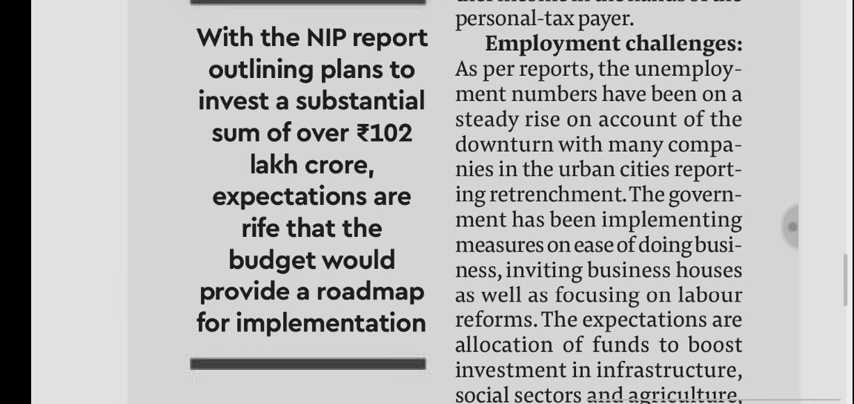 With the NIP report
outlining plans to
invest a substantial
sum of over ₹102
lakh crore,
expectations are
rife that the
budget would
provide a roadmap
for implementation
personal-tax payer.
Employment challenges:
As per reports, the unemploy-
ment numbers have been on a
steady rise on account of the
downturn with many compa-
nies in the urban cities report-
ing retrenchment. The govern-
ment has been implementing
measures on ease of doing busi-
ness, inviting business houses
as well as focusing on labour
reforms. The expectations are
allocation of funds to boost
investment in infrastructure,
social sectors and agriculture,